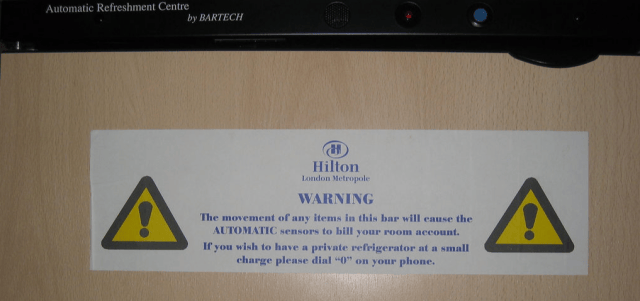 Automatic Refreshment Centre
by BARTECH
Hilton
London Metropole
WARNING
The movement of any items in this bar will cause the
AUTOMATIC sensors to bill your room account.
If you wish to have a private refrigerator at a small
charge please dial "0" on your phone.